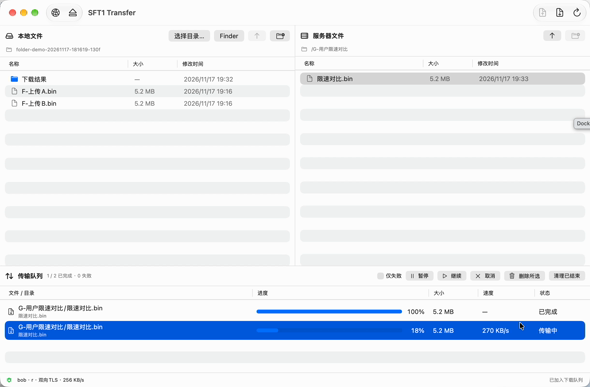 SFT1 Transfer
本地文件
选择目录...
Finder
folder-demo-20261117-181619-1301
名称 大小 修改时间
下载结果 — 2026/11/17 19:32
F-上传 A.bin 5.2 MB 2026/11/17 19:16
F-上传 B.bin 5.2 MB 2026/11/17 19:16
服务器文件
/G-用户限速对比
名称 大小 修改时间
限速对比.bin 5.2 MB 2026/11/17 19:33
Dock
传输队列 1 / 2 已完成 · 0 失败
仅失败 暂停 继续 取消 删除所选 清理已结束
文件 / 目录 进度 大小 速度 状态
G-用户限速对比/限速对比.bin 100% 5.2 MB — 已完成
限速对比.bin
G-用户限速对比/限速对比.bin 18% 5.2 MB 270 KB/s 传输中
限速对比.bin
bob · r · 双向TLS · 256 KB/s
已加入下载队列